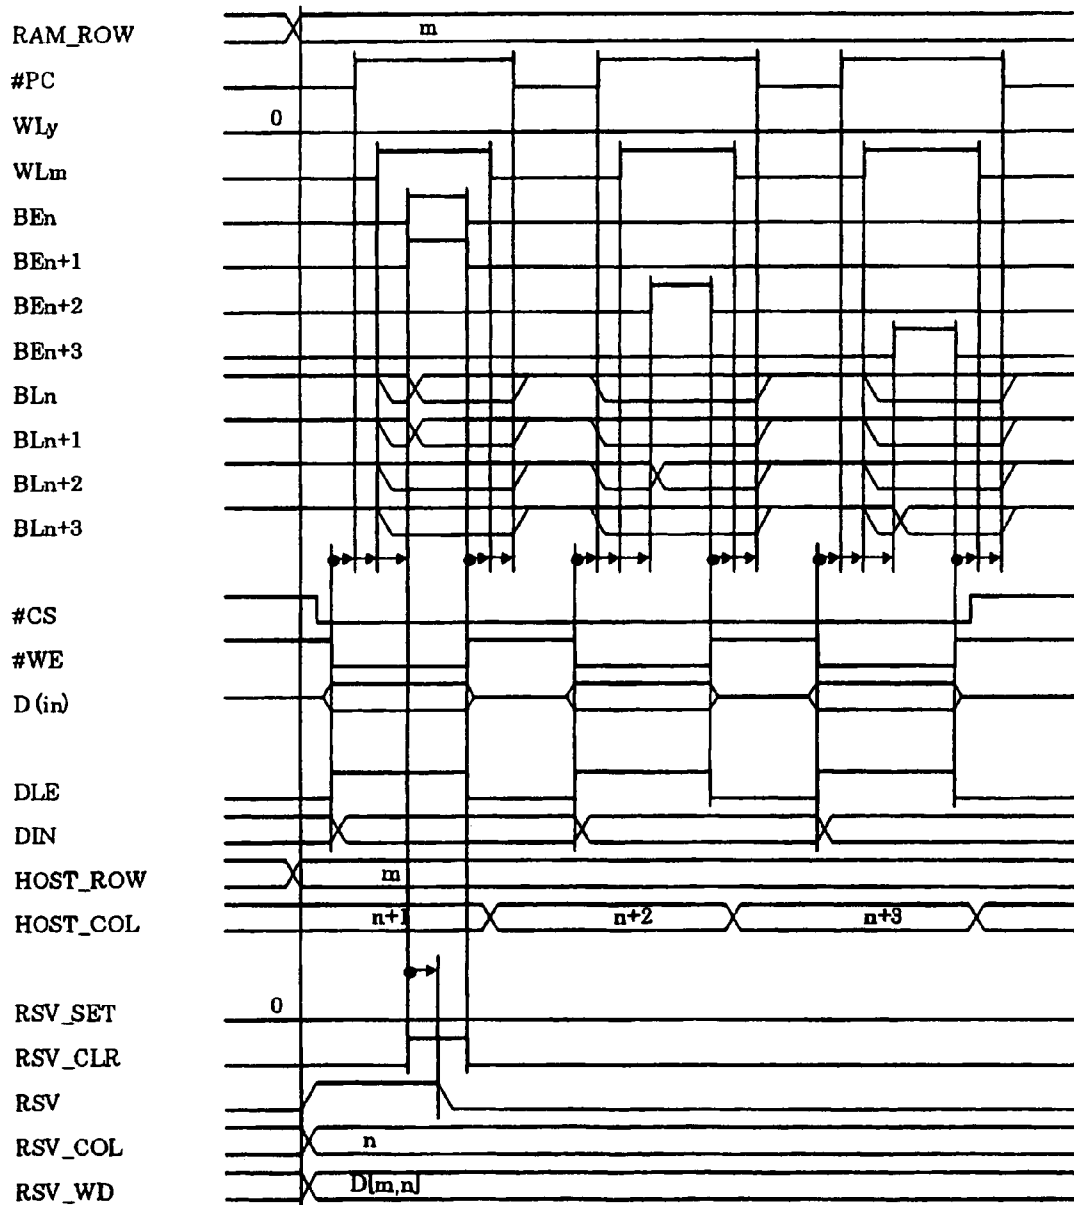 RAM_ROW m
#PC
WLy 0
WLm
BEn
BEn+1
BEn+2
BEn+3
BLn
BLn+1
BLn+2
BLn+3
#CS
#WE
D (in)
DLE
DIN
HOST_ROW m
HOST_COL n+1 n+2 n+3
RSV_SET 0
RSV_CLR
RSV
RSV_COL n
RSV_WD D[m,n]